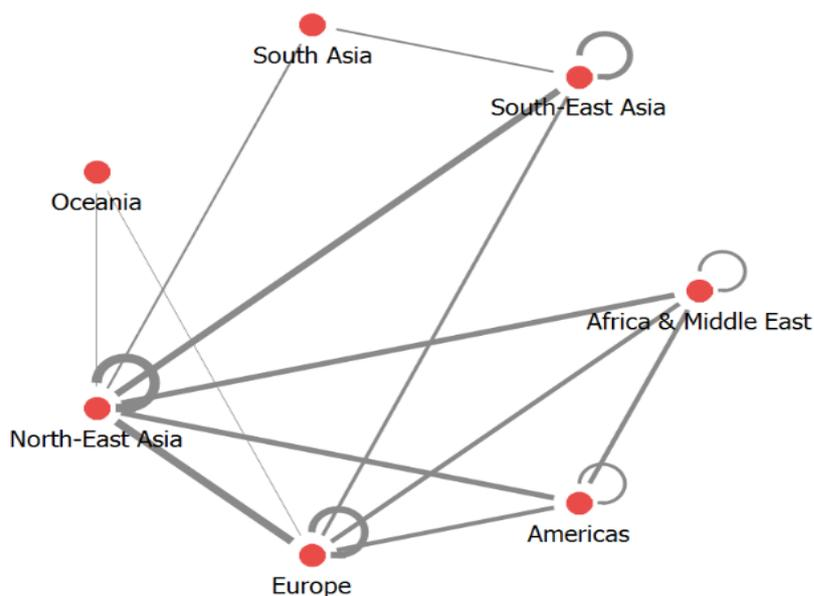 South Asia
South-East Asia
Oceania
Africa & Middle East
North-East Asia
Americas
Europe